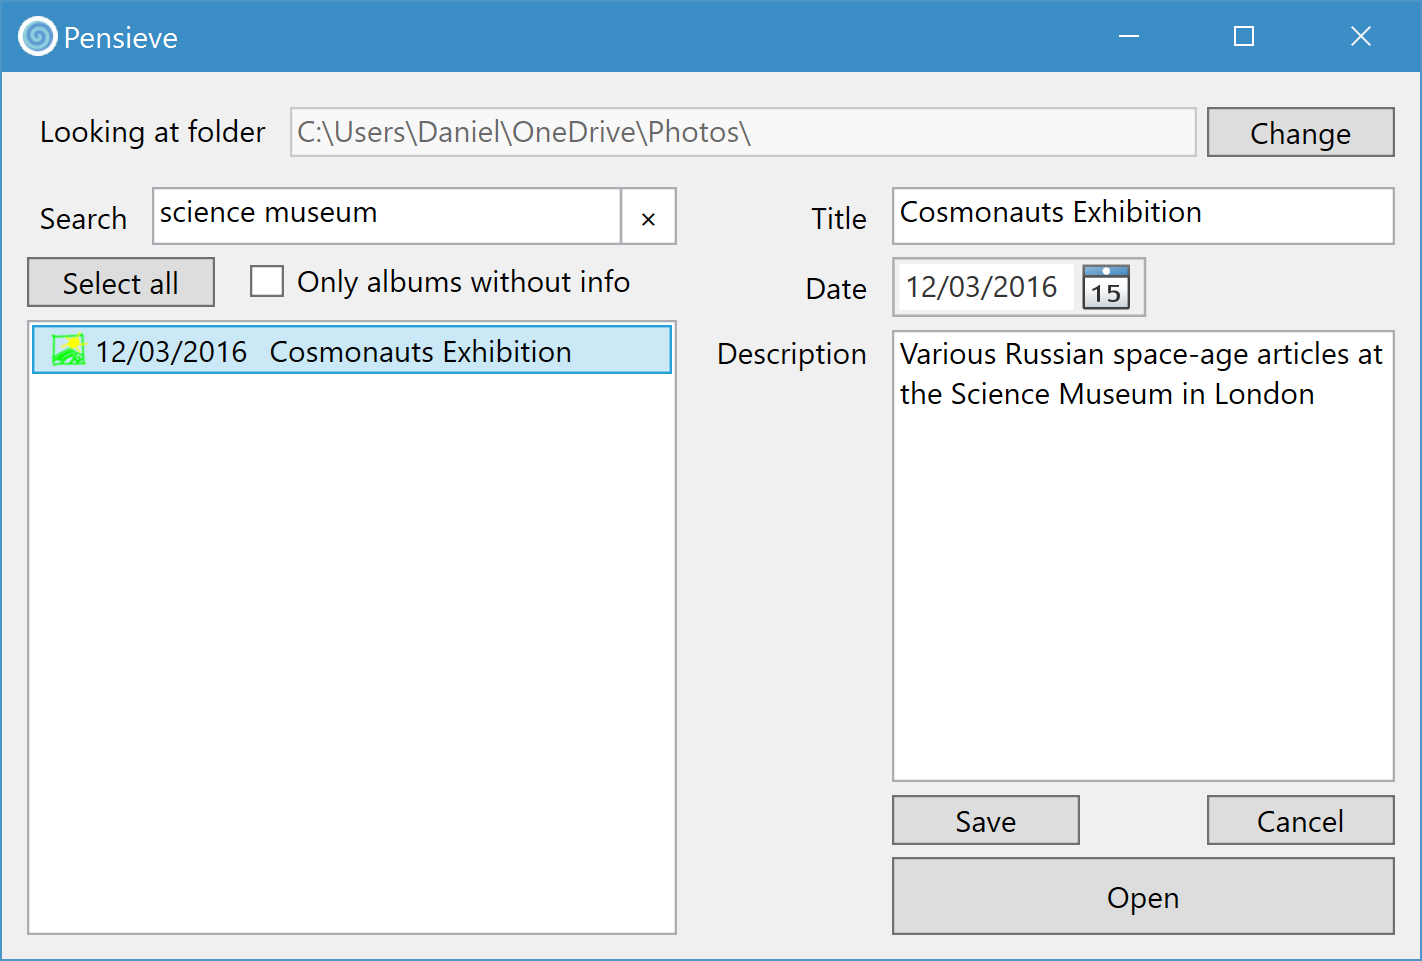 Pensieve
Looking at folder
C:\Users\Daniel\OneDrive\Photos\
Change
Search
science museum
×
Select all
Only albums without info
12/03/2016 Cosmonauts Exhibition
Title
Cosmonauts Exhibition
Date
12/03/2016
15
Description
Various Russian space-age articles at
the Science Museum in London
Save
Cancel
Open